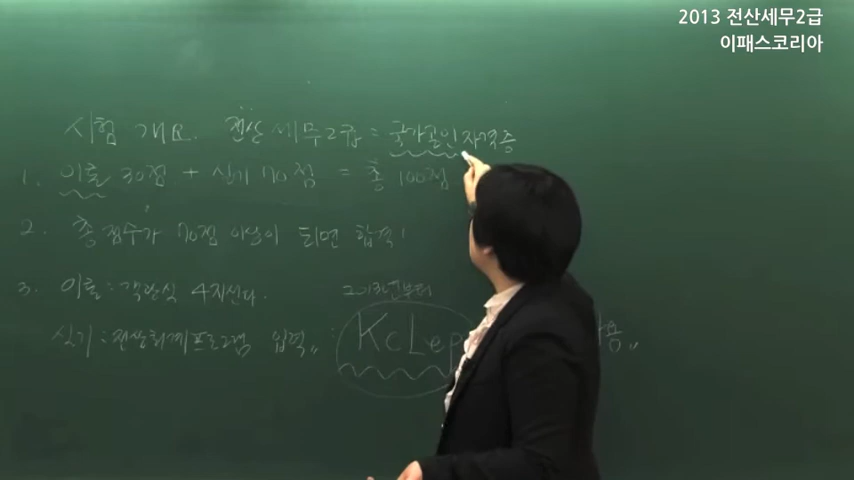 2013 전산세무2급
이패스코리아
시험 개요. 전산세무2급 = 국가공인자격증
1. 이론 30점 + 실기 70점 = 총 100점
2. 총점수가 70점 이상이 되면 합격!
3. 이론 : 객관식 4지선다.
2013년부터
실기 : 전산회계프로그램 입력,, : KcLep 용,,